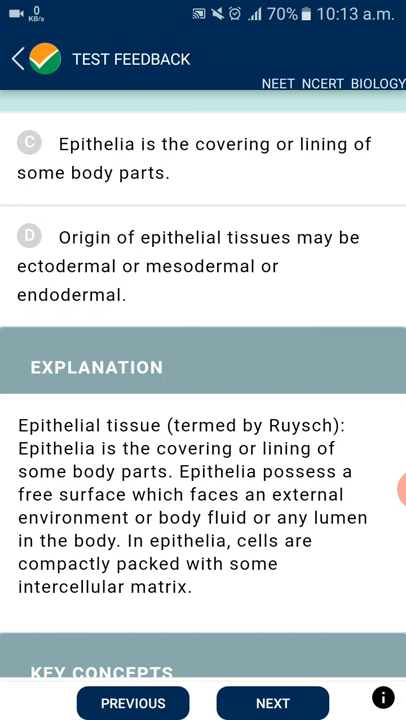 0
KB/s
70%
10:13 a.m.
TEST FEEDBACK
NEET NCERT BIOLOGY
C Epithelia is the covering or lining of
some body parts.
D Origin of epithelial tissues may be
ectodermal or mesodermal or
endodermal.
EXPLANATION
Epithelial tissue (termed by Ruysch):
Epithelia is the covering or lining of
some body parts. Epithelia possess a
free surface which faces an external
environment or body fluid or any lumen
in the body. In epithelia, cells are
compactly packed with some
intercellular matrix.
KEY CONCEPTS
PREVIOUS
NEXT